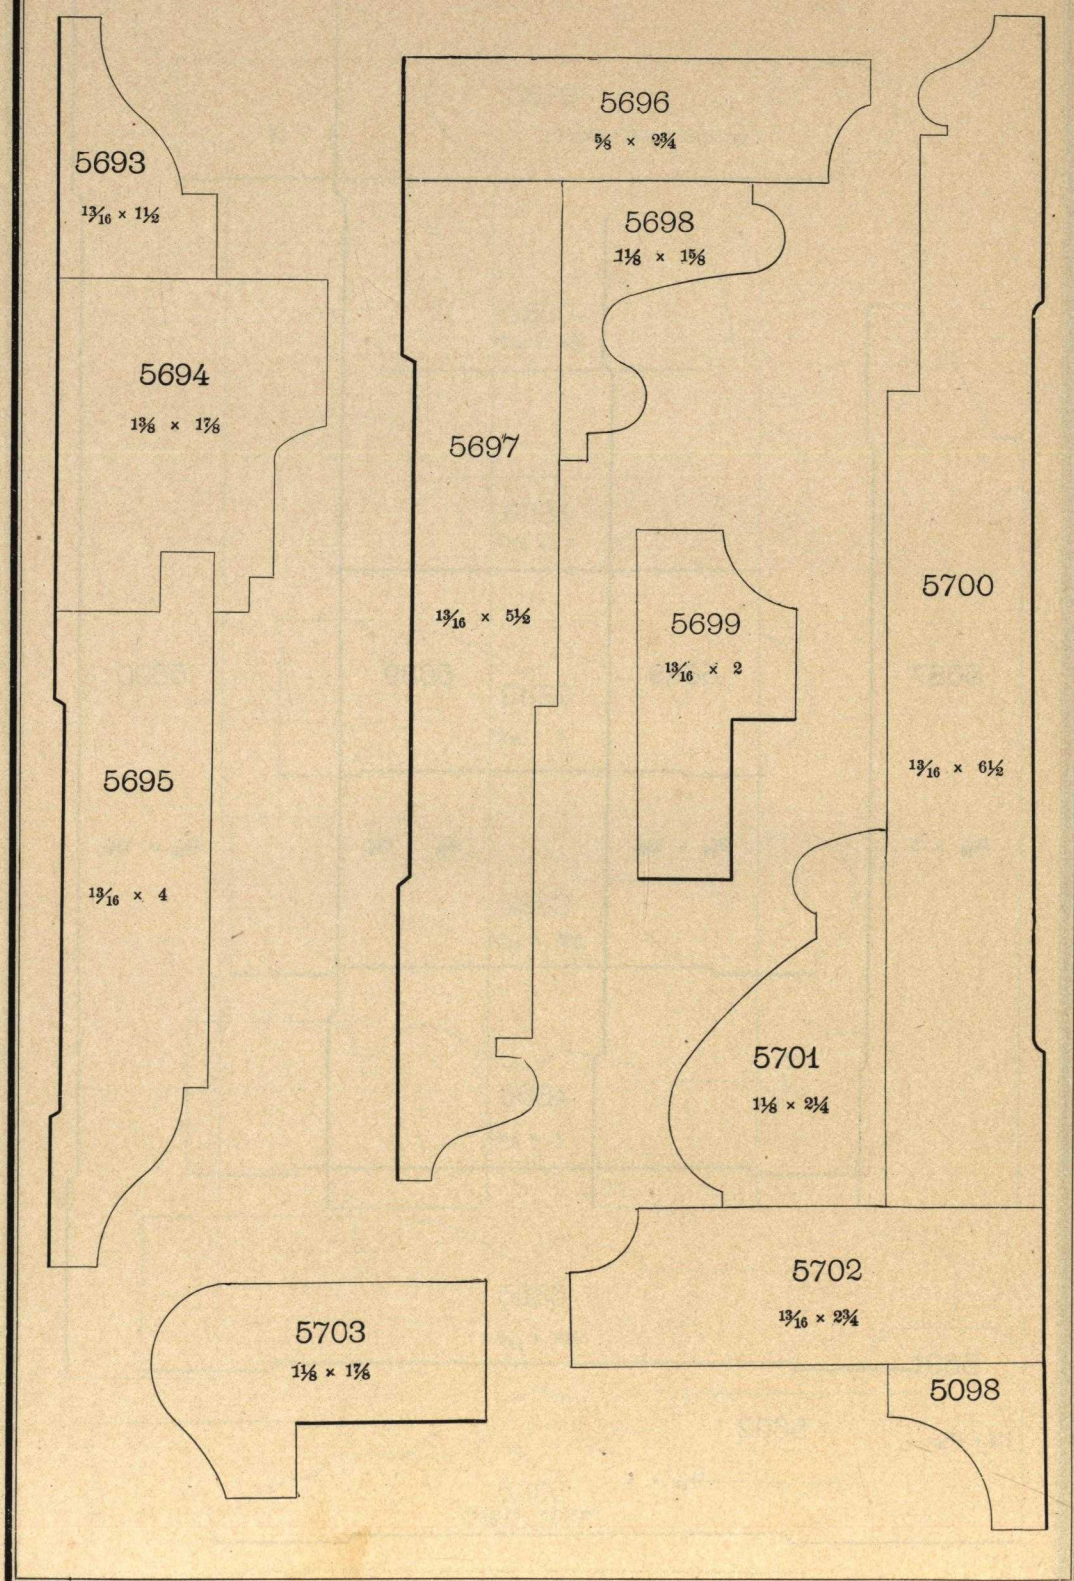 5693
13/16 × 1½
5694
1⅜ × 1⅞
5695
13/16 × 4
5696
⅝ × 2¾
5697
13/16 × 5½
5698
1⅛ × 1⅝
5699
13/16 × 2
5700
13/16 × 6½
5701
1⅛ × 2¼
5702
13/16 × 2¾
5703
1⅛ × 1⅞
5098